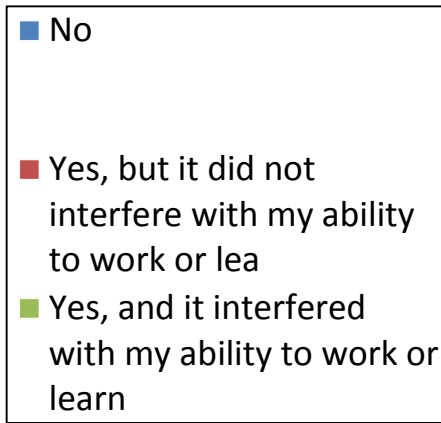 No
Yes, but it did not
interfere with my ability
to work or lea
Yes, and it interfered
with my ability to work or
learn